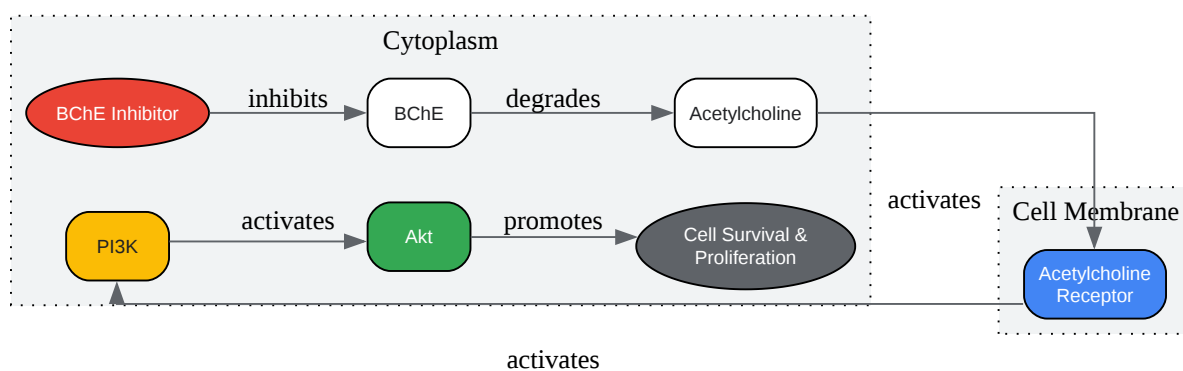 Cytoplasm
BChE Inhibitor
inhibits
BChE
degrades
Acetylcholine
activates
Cell Membrane
Acetylcholine
Receptor
PI3K
activates
Akt
promotes
Cell Survival &
Proliferation
activates